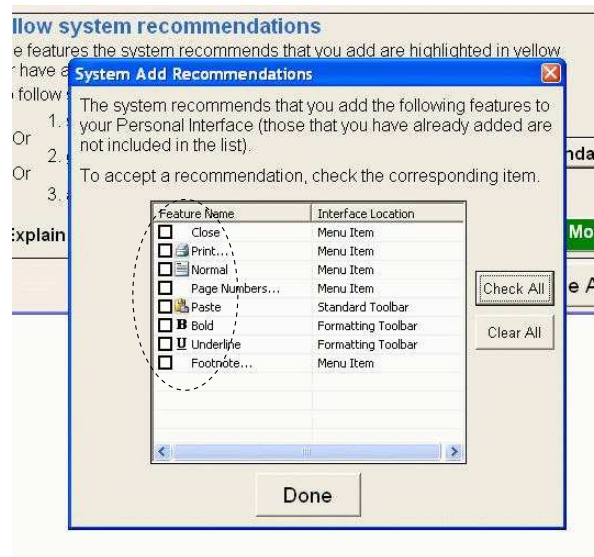 llow system recommendations
e features the system recommends that you add are highlighted in yellow
r have a
System Add Recommendations
o follow
The system recommends that you add the following features to
your Personal Interface (those that you have already added are
not included in the list).
1.
Or
2.
Or
3.
nda
To accept a recommendation, check the corresponding item.
Feature Name Interface Location
Explain
Mo
Close Menu Item
Print... Menu Item
Normal Menu Item
Page Numbers... Menu Item
Check All
e A
Paste Standard Toolbar
B Bold Formatting Toolbar
Clear All
U Underline Formatting Toolbar
Footnote... Menu Item
Done